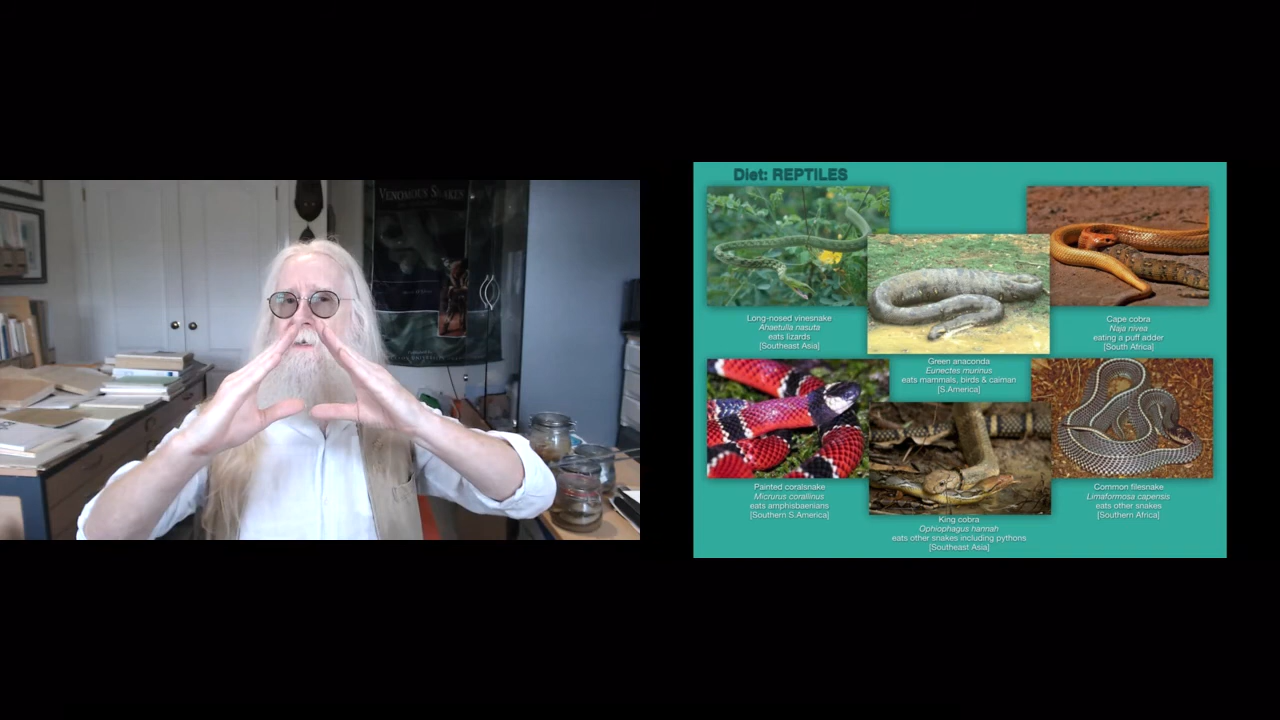 VENOMOUS SNAKES
Diet: REPTILES
Long-nosed vinesnake
Ahaetulla nasuta
eats lizards
[Southeast Asia]
Green anaconda
Eunectes murinus
eats mammals, birds & caiman
[S.America]
Cape cobra
Naja nivea
eating a puff adder
[South Africa]
Painted coralsnake
Micrurus corallinus
eats amphisbaenians
[Southern S.America]
King cobra
Ophiophagus hannah
eats other snakes including pythons
[Southeast Asia]
Common filesnake
Limaformosa capensis
eats other snakes
[Southern Africa]